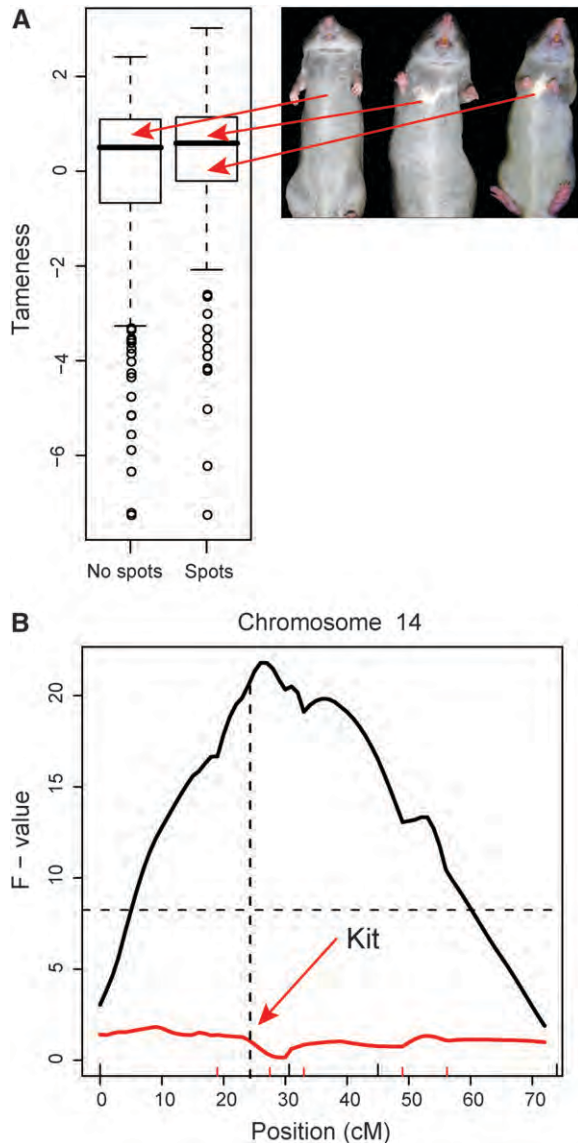 A
Tameness
2
0
-2
-4
-6
No spots Spots
B
Chromosome 14
F - value
20
15
10
5
0
Kit
0 10 20 30 40 50 60 70
Position (cM)